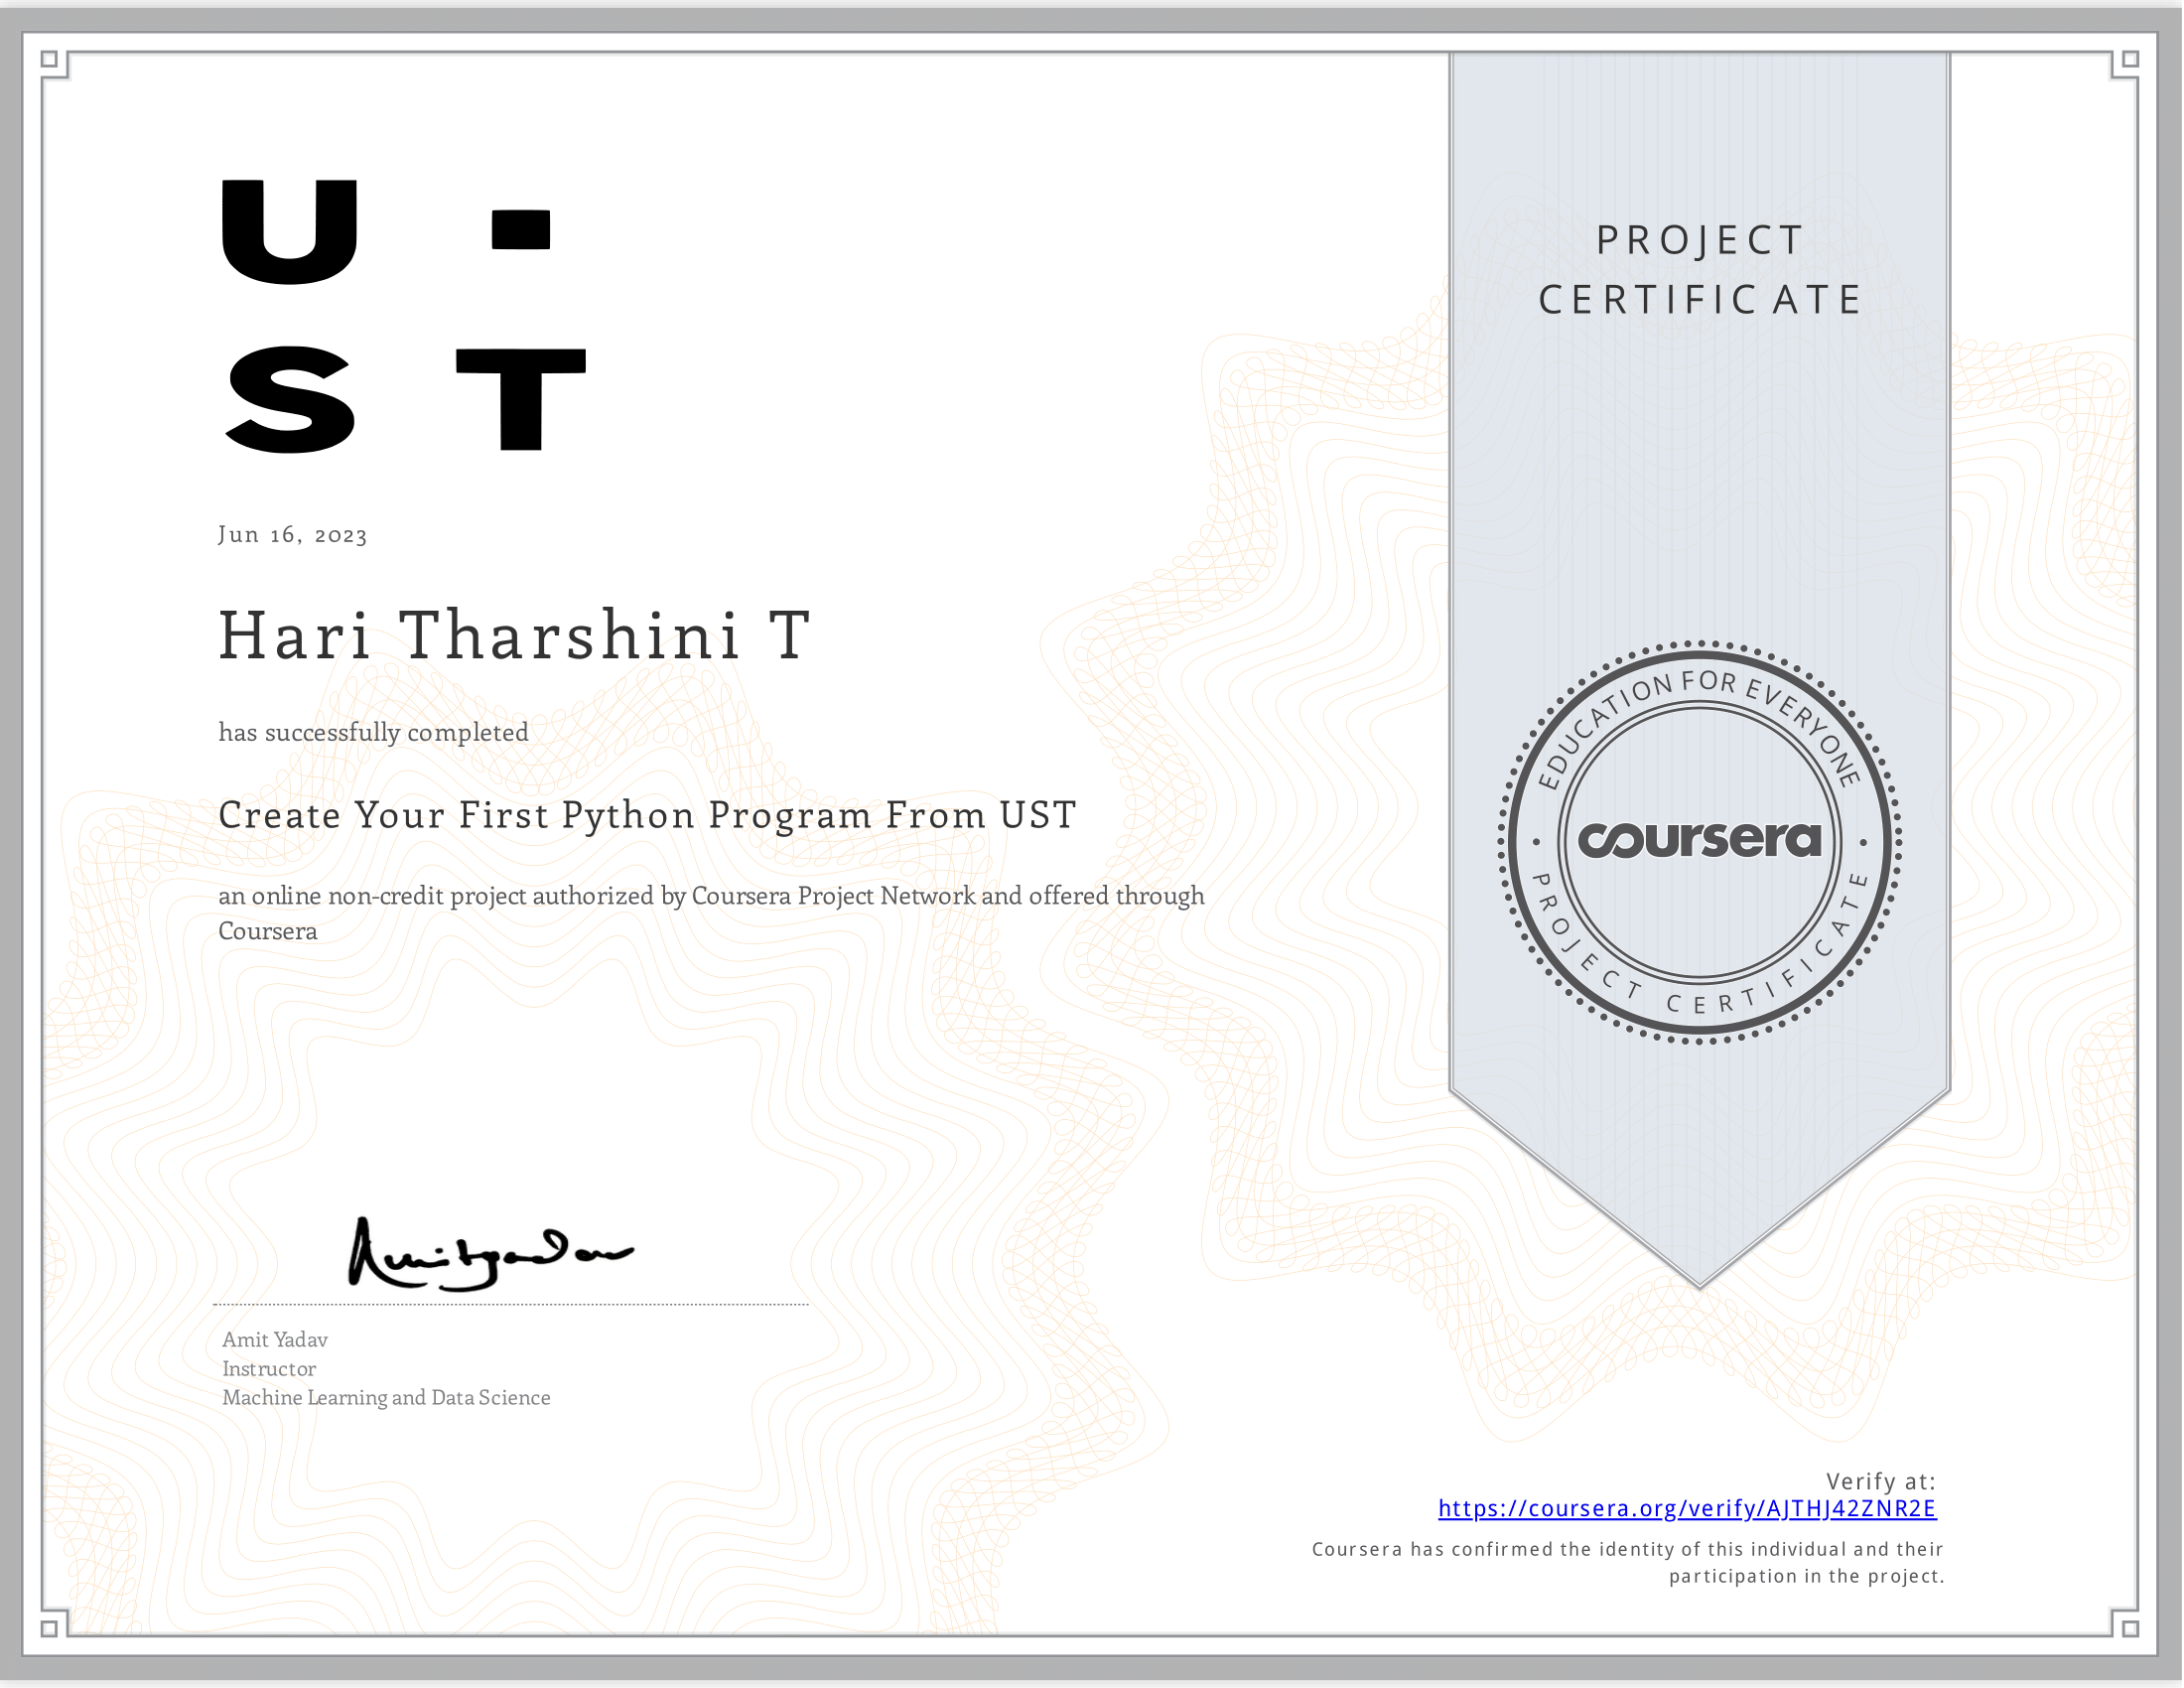 U ·
S T
Jun 16, 2023
Hari Tharshini T
has successfully completed
Create Your First Python Program From UST
an online non-credit project authorized by Coursera Project Network and offered through
Coursera
Amit Yadav
Amit Yadav
Instructor
Machine Learning and Data Science
PROJECT
CERTIFICATE
EDUCATION FOR EVERYONE
coursera
PROJECT CERTIFICATE
Verify at:
https://coursera.org/verify/AJTHJ42ZNR2E
Coursera has confirmed the identity of this individual and their
participation in the project.